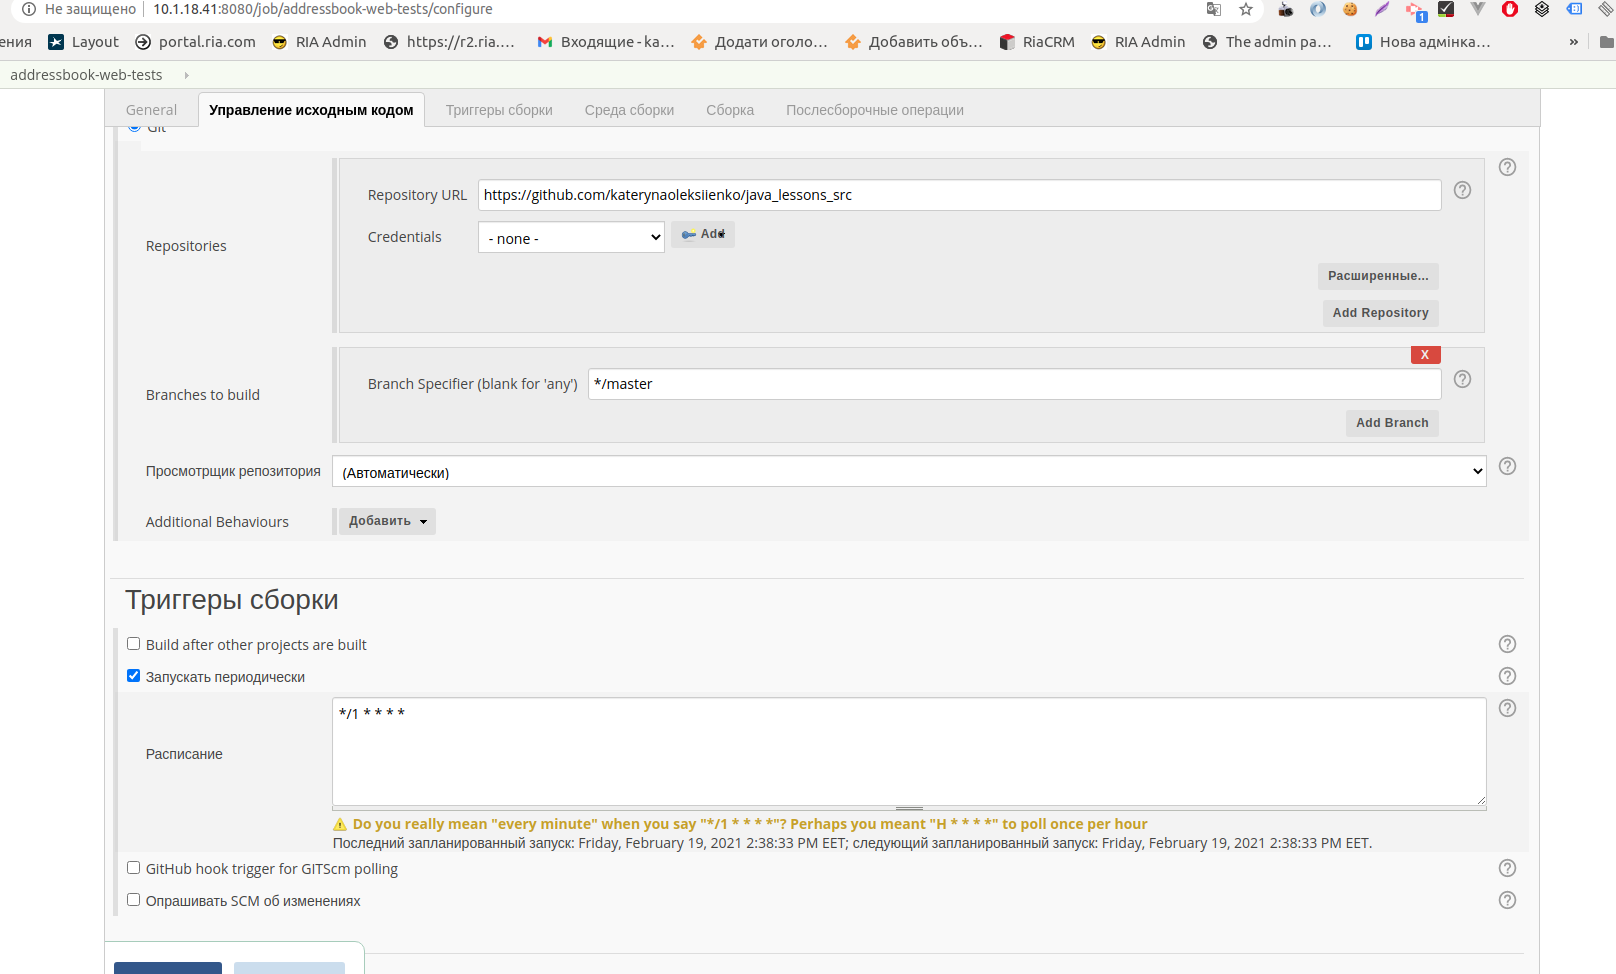 Не защищено 10.1.18.41:8080/job/addressbook-web-tests/configure
ения Layout portal.ria.com RIA Admin https://r2.ria.... Входящие - ka... Додати оголо... Добавить объ... RiaCRM RIA Admin The admin pa... Нова адмінка... »
addressbook-web-tests
General Управление исходным кодом Триггеры сборки Среда сборки Сборка Послесборочные операции
Git
Repositories
Repository URL https://github.com/katerynaoleksiienko/java_lessons_src
Credentials - none - Add
Расширенные...
Add Repository
Branches to build
X
Branch Specifier (blank for 'any') */master
Add Branch
Просмотрщик репозитория (Автоматически)
Additional Behaviours Добавить
Триггеры сборки
Build after other projects are built
Запускать периодически
Расписание
*/1 * * * *
Do you really mean "every minute" when you say "*/1 * * * *"? Perhaps you meant "H * * * *" to poll once per hour
Последний запланированный запуск: Friday, February 19, 2021 2:38:33 PM EET; следующий запланированный запуск: Friday, February 19, 2021 2:38:33 PM EET.
GitHub hook trigger for GITScm polling
Опрашивать SCM об изменениях